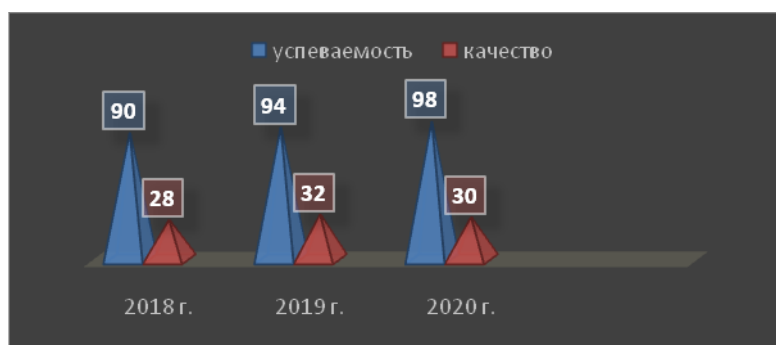 успеваемость качество
90 94 98
28 32 30
2018 г. 2019 г. 2020 г.